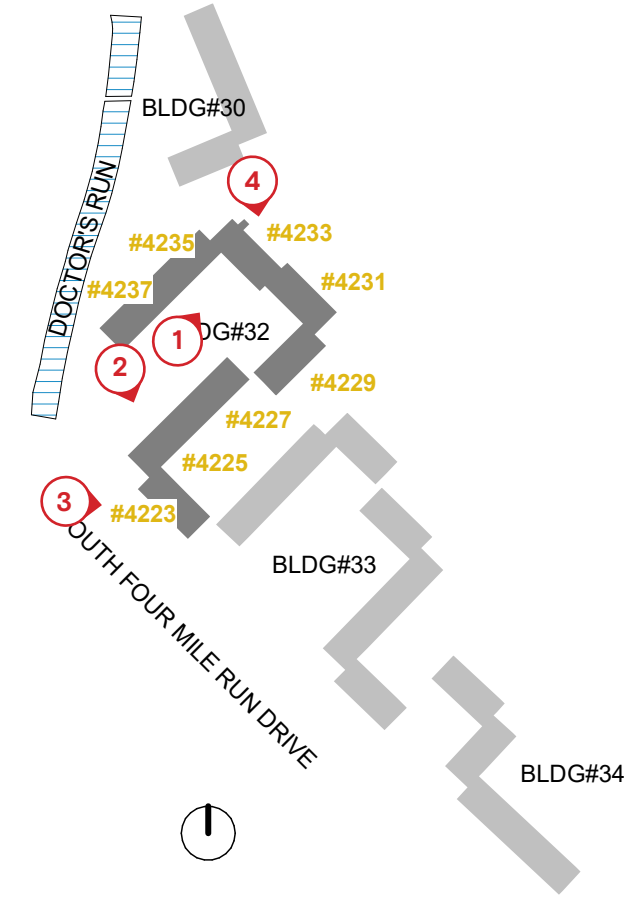 BLDG#30
DOCTOR'S RUN
4
#4233
#4235
#4231
#4237
DG#32
1
2
#4229
#4227
#4225
3
#4223
OUTH FOUR MILE RUN DRIVE
BLDG#33
BLDG#34